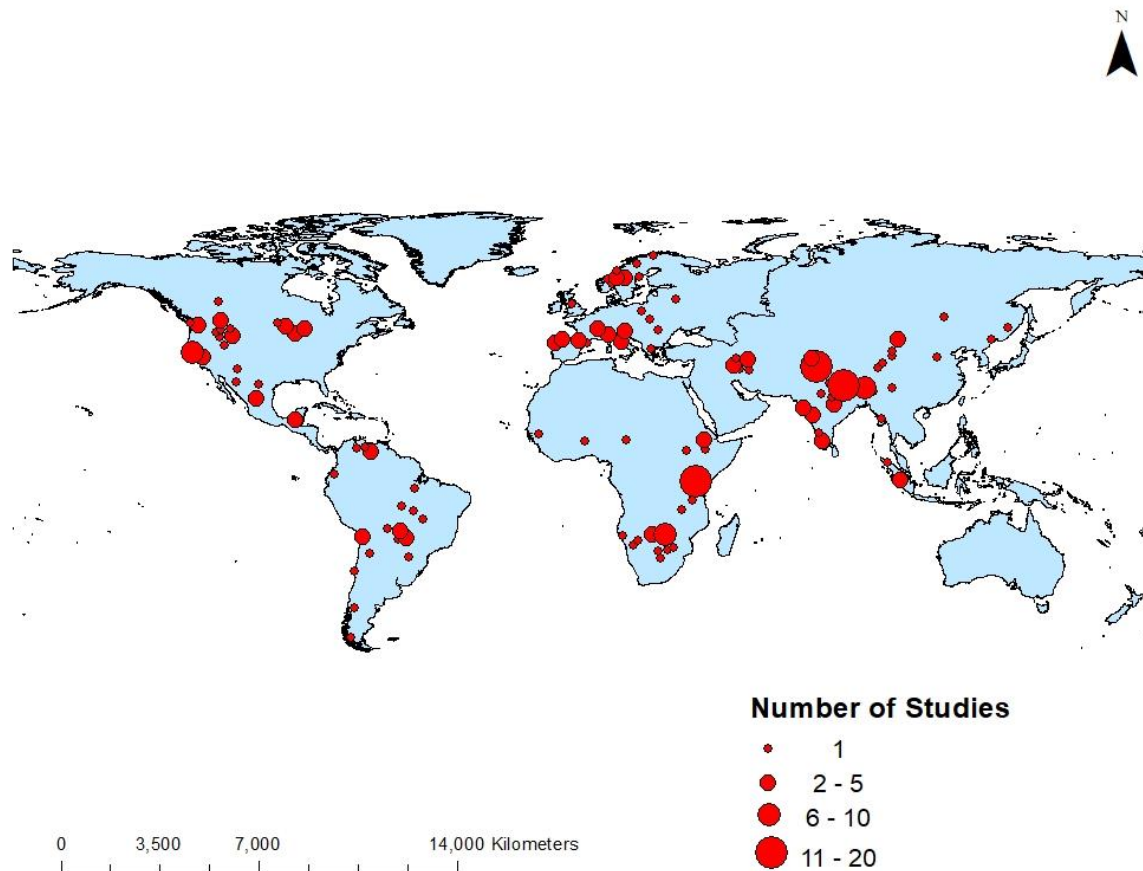 N
Number of Studies
1
2 - 5
6 - 10
11 - 20
0 3,500 7,000 14,000 Kilometers